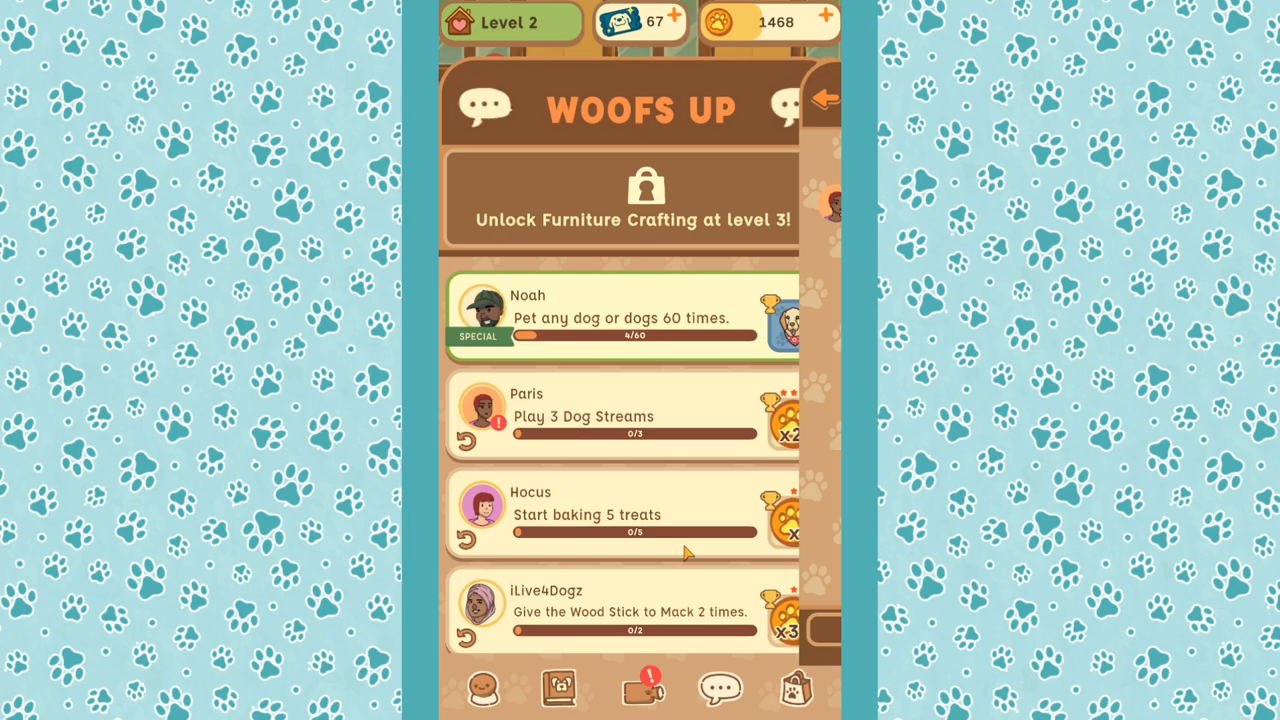 Level 2
67
1468
WOOFS UP
Unlock Furniture Crafting at level 3!
Noah
Pet any dog or dogs 60 times.
SPECIAL
4/60
Paris
Play 3 Dog Streams
0/3
x2
Hocus
Start baking 5 treats
0/5
x
iLive4Dogz
Give the Wood Stick to Mack 2 times.
0/2
x3